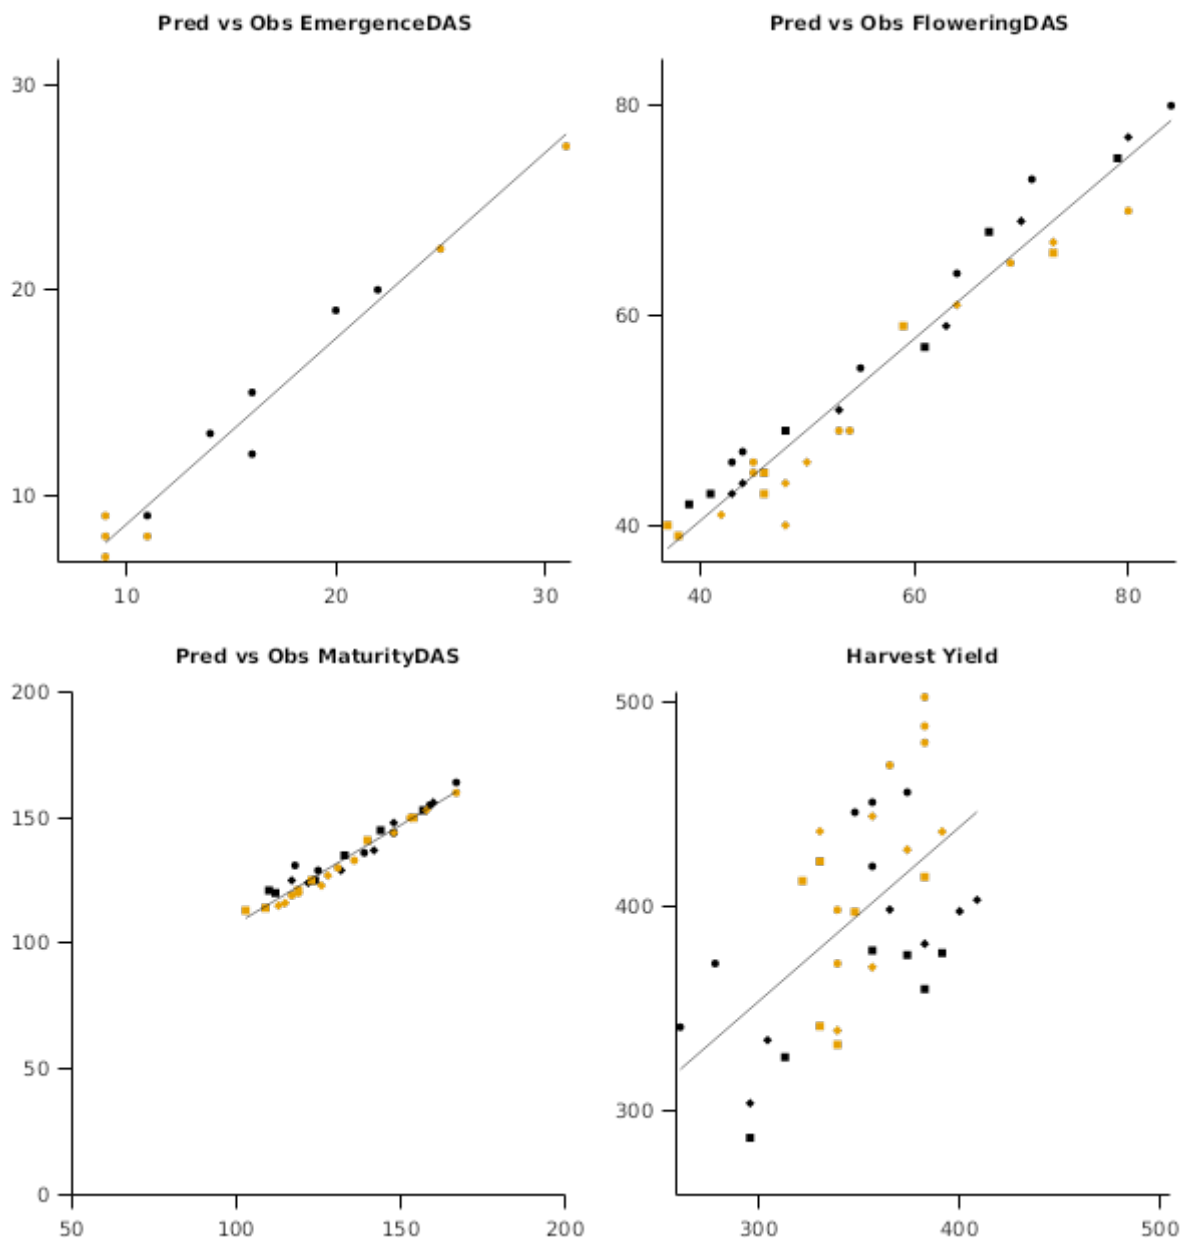 Pred vs Obs EmergenceDAS
30
20
10
10 20 30
Pred vs Obs FloweringDAS
80
60
40
40 60 80
Pred vs Obs MaturityDAS
200
150
100
50
0
50 100 150 200
Harvest Yield
500
400
300
300 400 500